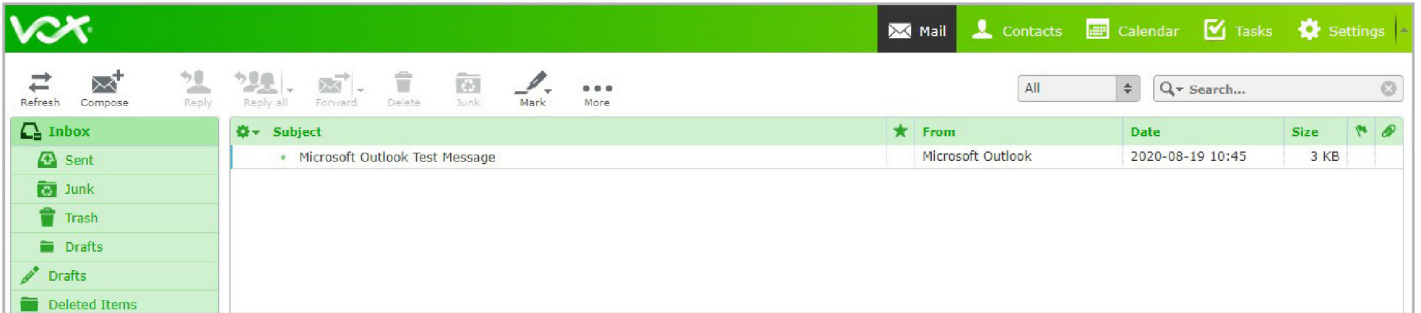 VOX
Mail Contacts Calendar Tasks Settings
Refresh Compose Reply Reply all Forward Delete Junk Mark More
All Search...
Inbox
Sent
Junk
Trash
Drafts
Drafts
Deleted Items
Subject From Date Size
Microsoft Outlook Test Message Microsoft Outlook 2020-08-19 10:45 3 KB